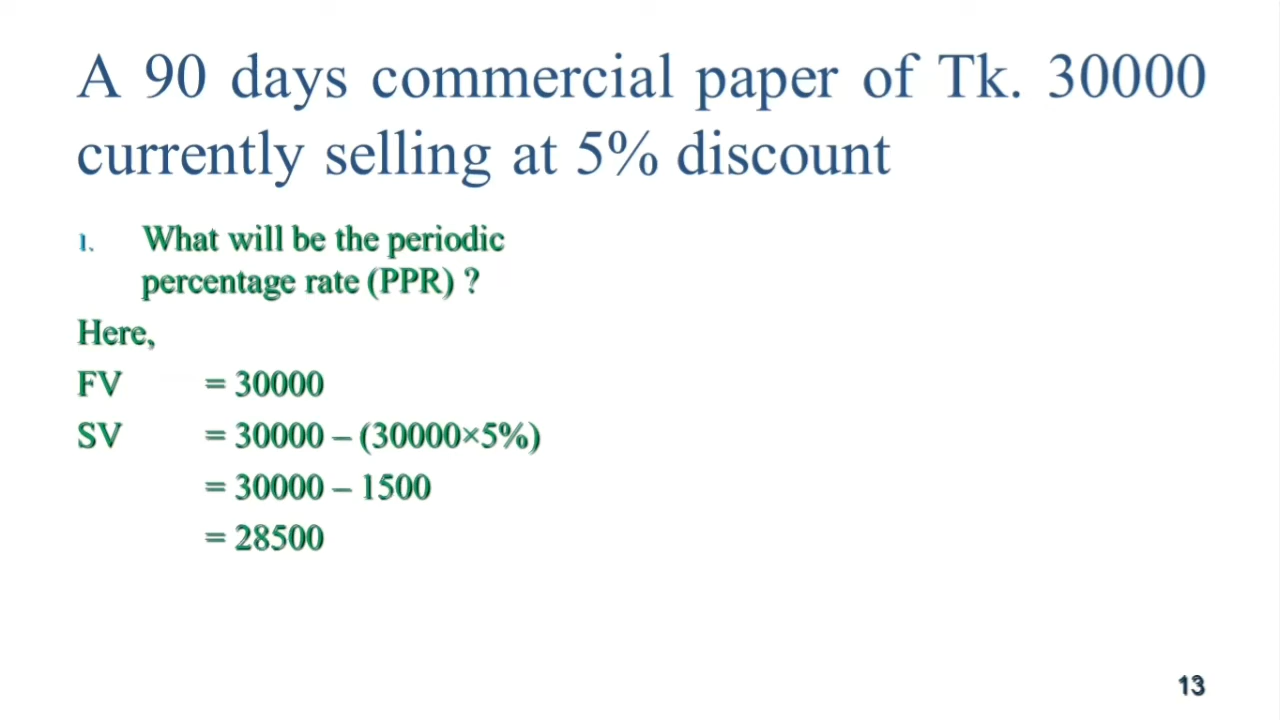 A 90 days commercial paper of Tk. 30000
currently selling at 5% discount
1. What will be the periodic
percentage rate (PPR) ?
Here,
FV = 30000
SV = 30000 – (30000×5%)
= 30000 – 1500
= 28500
13